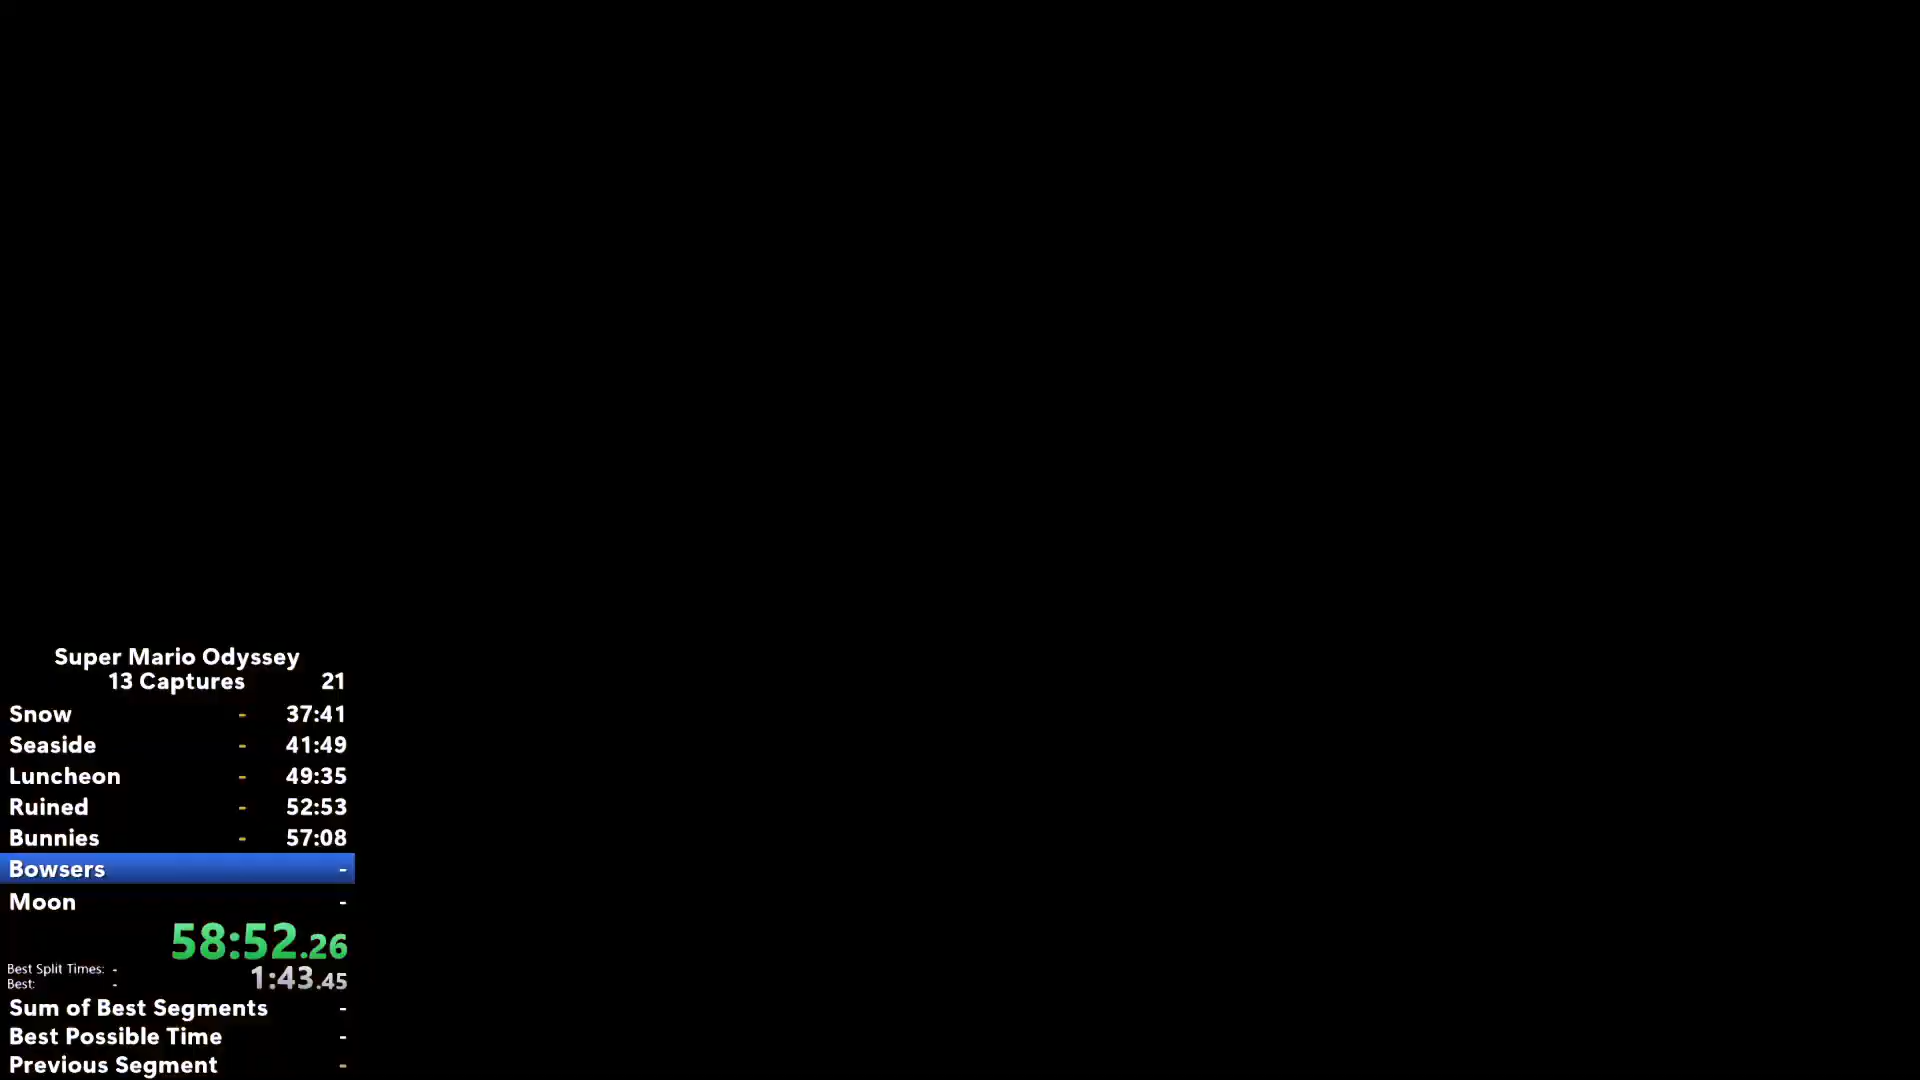 Super Mario Odyssey
13 Captures 21
Snow - 37:41
Seaside - 41:49
Luncheon - 49:35
Ruined - 52:53
Bunnies - 57:08
Bowsers -
Moon -
58:52.26
Best Split Times: -
Best: - 1:43.45
Sum of Best Segments -
Best Possible Time -
Previous Segment -